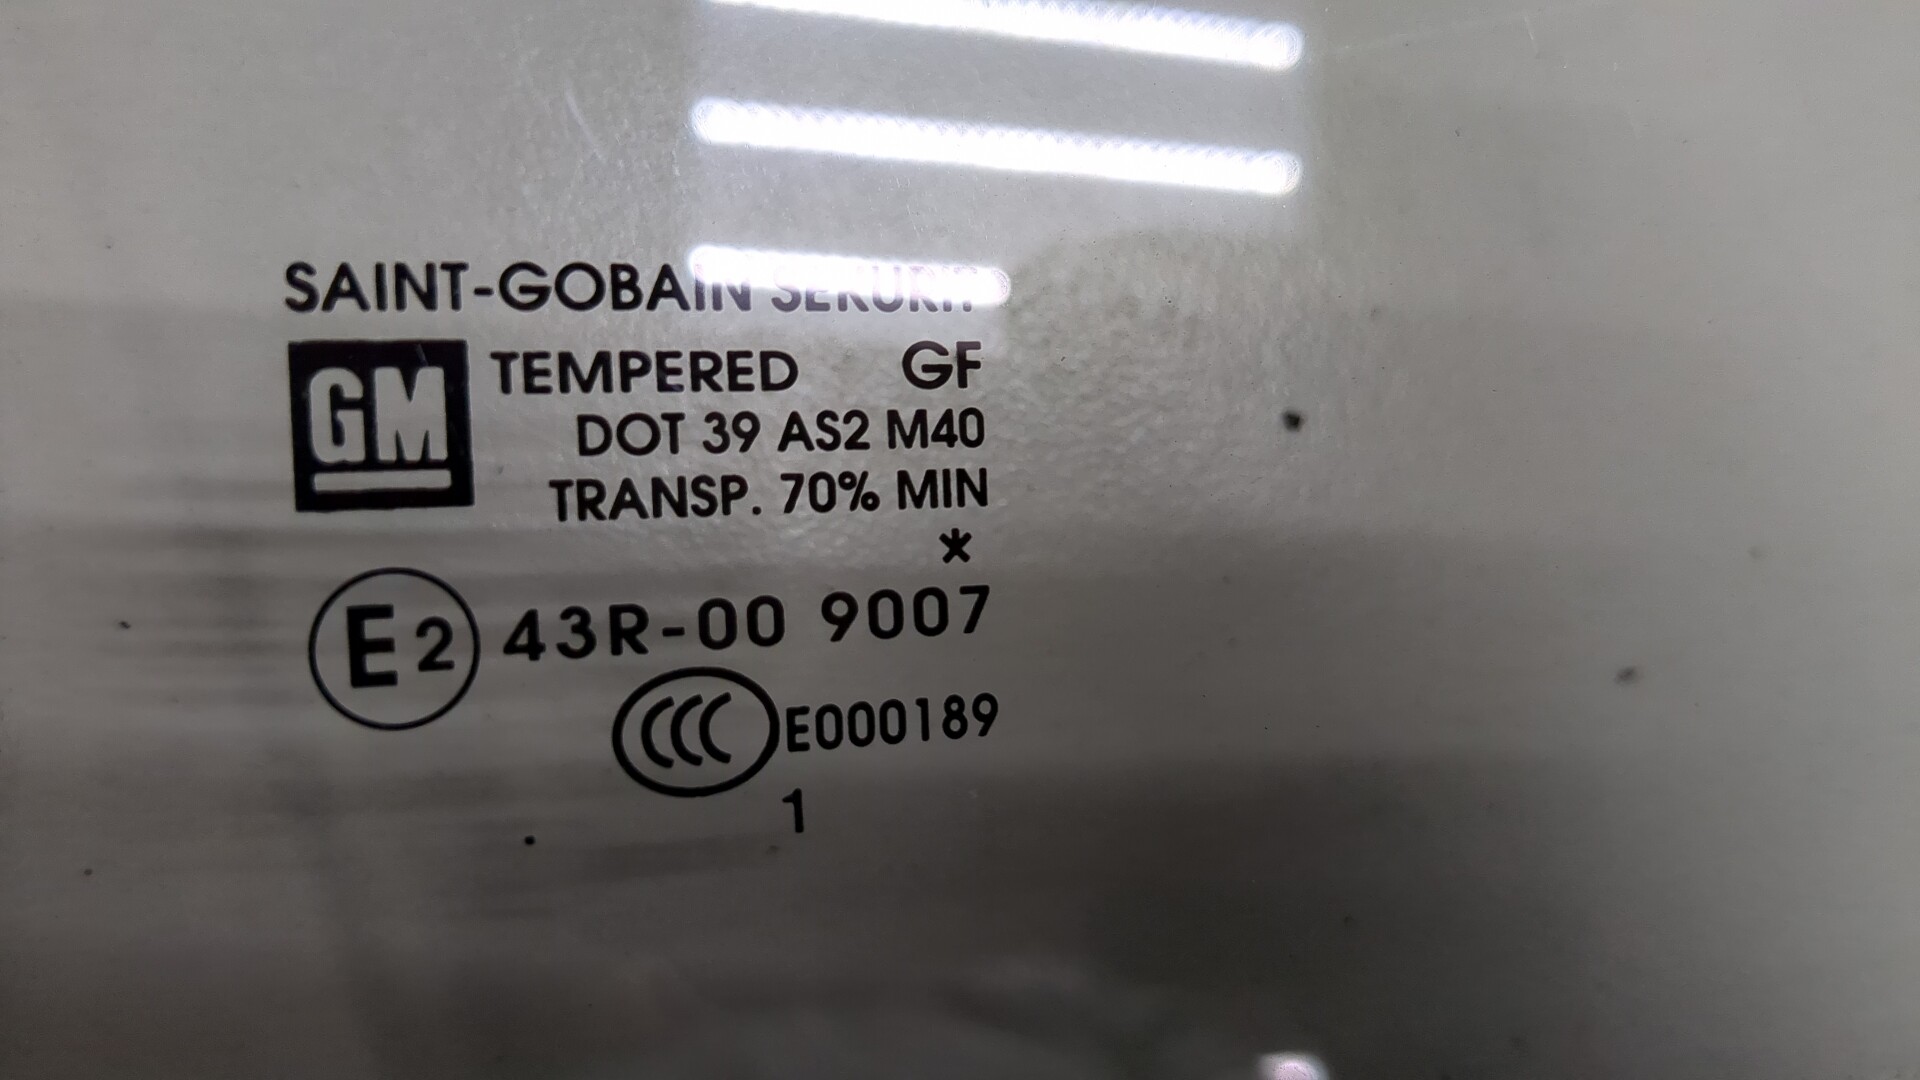 SAINT-GOBAIN SEKURIT
GM TEMPERED GF
DOT 39 AS2 M40
TRANSP. 70% MIN
*
E2 43R-00 9007
CCC E000189
1